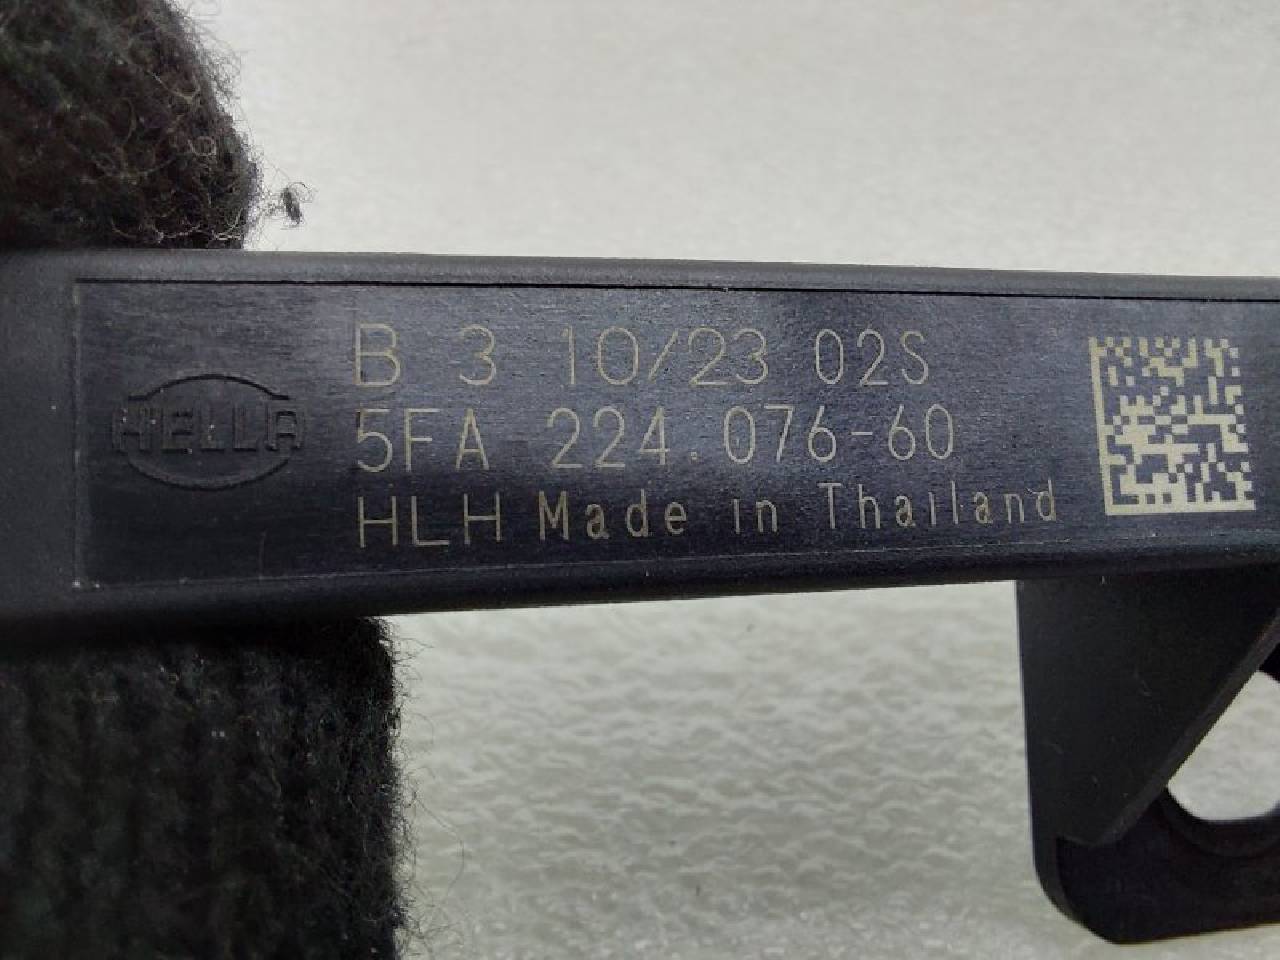 HELLA
B 3 10/23 02S
5FA 224.076-60
HLH Made in Thailand